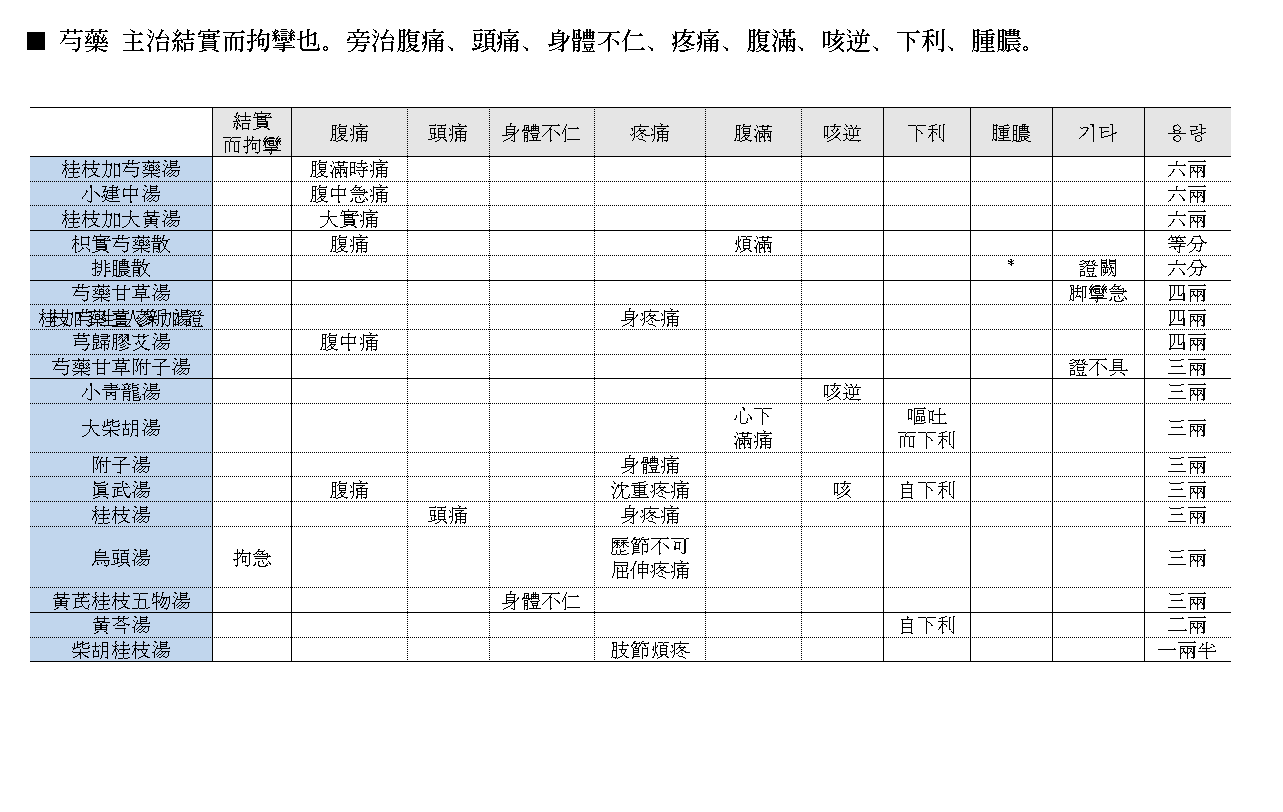 ■ 芍藥 主治結實而拘攣也。旁治腹痛、頭痛、身體不仁、疼痛、腹滿、咳逆、下利、腫膿。
結實而拘攣 腹痛 頭痛 身體不仁 疼痛 腹滿 咳逆 下利 腫膿 기타 용량
桂枝加芍藥湯 腹滿時痛 六兩
小建中湯 腹中急痛 六兩
桂枝加大黃湯 大實痛 六兩
枳實芍藥散 腹痛 煩滿 等分
排膿散 * 證闕 六分
芍藥甘草湯 脚攣急 四兩
身疼痛 四兩
芎歸膠艾湯 腹中痛 四兩
芍藥甘草附子湯 證不具 三兩
小靑龍湯 咳逆 三兩
大柴胡湯 心下滿痛 嘔吐而下利 三兩
附子湯 身體痛 三兩
眞武湯 腹痛 沈重疼痛 咳 自下利 三兩
桂枝湯 頭痛 身疼痛 三兩
烏頭湯 拘急 歷節不可屈伸疼痛 三兩
黃芪桂枝五物湯 身體不仁 三兩
黃芩湯 自下利 二兩
柴胡桂枝湯 肢節煩疼 一兩半